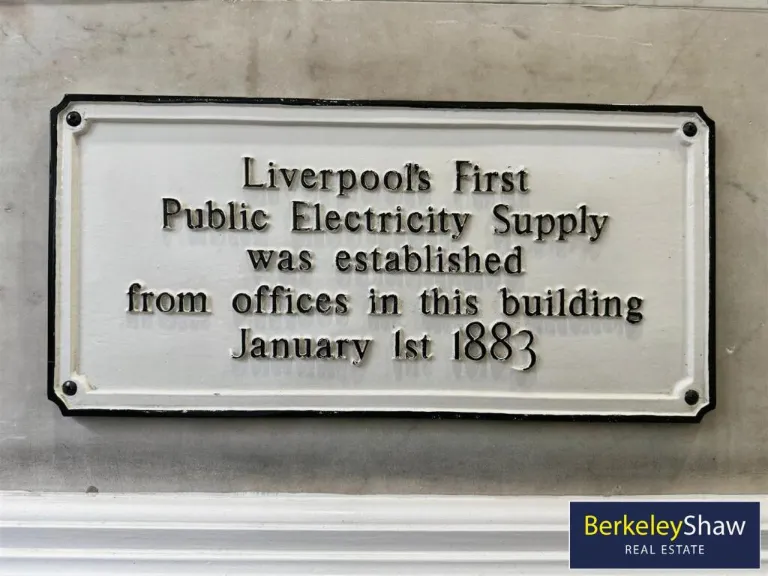 Liverpool's First
Public Electricity Supply
was established
from offices in this building
January 1st 1883
BerkeleyShaw
REAL ESTATE